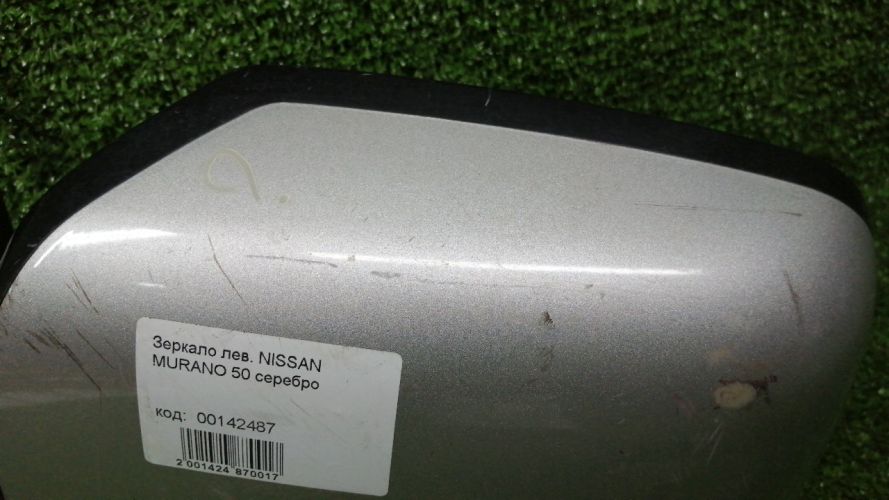 Зеркало лев. NISSAN
MURANO 50 серебро
код: 00142487
2 001424 870017